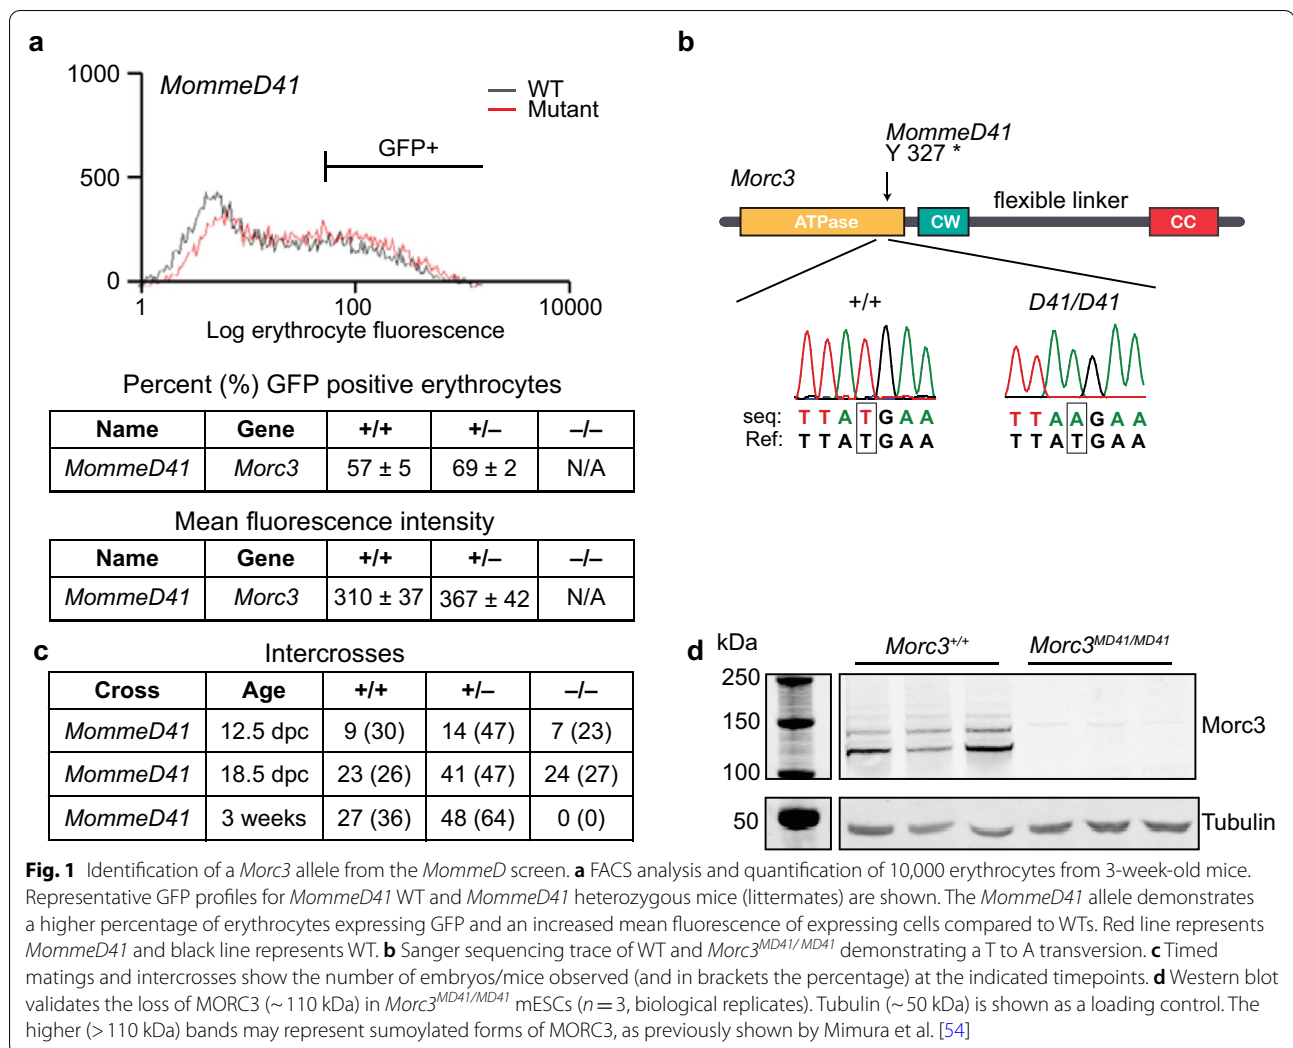 a
1000
MommeD41
WT
Mutant
GFP+
500
0
1 100 10000
Log erythrocyte fluorescence
Percent (%) GFP positive erythrocytes
Name Gene +/+ +/– –/–
MommeD41 Morc3 57 ± 5 69 ± 2 N/A
Mean fluorescence intensity
Name Gene +/+ +/– –/–
MommeD41 Morc3 310 ± 37 367 ± 42 N/A
b
MommeD41
Y 327 *
Morc3
flexible linker
ATPase CW CC
+/+ D41/D41
seq: T T A T G A A T T A A G A A
Ref: T T A T G A A T T A T G A A
c Intercrosses
Cross Age +/+ +/– –/–
MommeD41 12.5 dpc 9 (30) 14 (47) 7 (23)
MommeD41 18.5 dpc 23 (26) 41 (47) 24 (27)
MommeD41 3 weeks 27 (36) 48 (64) 0 (0)
d kDa Morc3+/+ Morc3MD41/MD41
250
150 Morc3
100
50 Tubulin
Fig. 1 Identification of a Morc3 allele from the MommeD screen. a FACS analysis and quantification of 10,000 erythrocytes from 3-week-old mice.
Representative GFP profiles for MommeD41 WT and MommeD41 heterozygous mice (littermates) are shown. The MommeD41 allele demonstrates
a higher percentage of erythrocytes expressing GFP and an increased mean fluorescence of expressing cells compared to WTs. Red line represents
MommeD41 and black line represents WT. b Sanger sequencing trace of WT and Morc3MD41/ MD41 demonstrating a T to A transversion. c Timed
matings and intercrosses show the number of embryos/mice observed (and in brackets the percentage) at the indicated timepoints. d Western blot
validates the loss of MORC3 (~ 110 kDa) in Morc3MD41/MD41 mESCs (n = 3, biological replicates). Tubulin (~ 50 kDa) is shown as a loading control. The
higher (> 110 kDa) bands may represent sumoylated forms of MORC3, as previously shown by Mimura et al. [54]